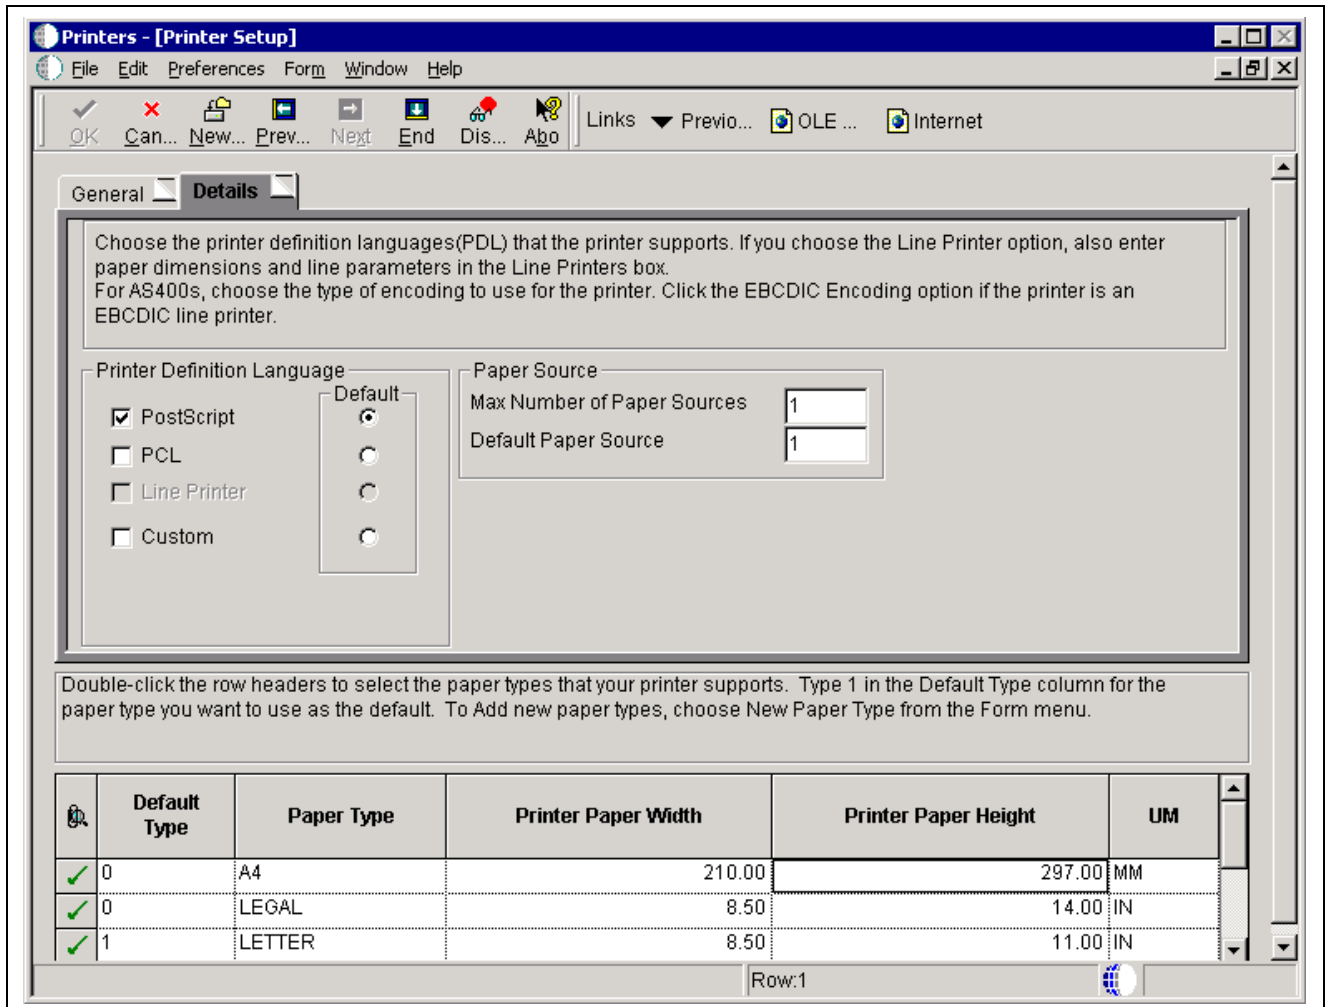 Printers - [Printer Setup]
File Edit Preferences Form Window Help
OK Can... New... Prev... Next End Dis... Abo Links Previo... OLE ... Internet
General Details
Choose the printer definition languages(PDL) that the printer supports. If you choose the Line Printer option, also enter
paper dimensions and line parameters in the Line Printers box.
For AS400s, choose the type of encoding to use for the printer. Click the EBCDIC Encoding option if the printer is an
EBCDIC line printer.
Printer Definition Language
Default
PostScript
PCL
Line Printer
Custom
Paper Source
Max Number of Paper Sources 1
Default Paper Source 1
Double-click the row headers to select the paper types that your printer supports. Type 1 in the Default Type column for the
paper type you want to use as the default. To Add new paper types, choose New Paper Type from the Form menu.
Default Type Paper Type Printer Paper Width Printer Paper Height UM
0 A4 210.00 297.00 MM
0 LEGAL 8.50 14.00 IN
1 LETTER 8.50 11.00 IN
Row:1